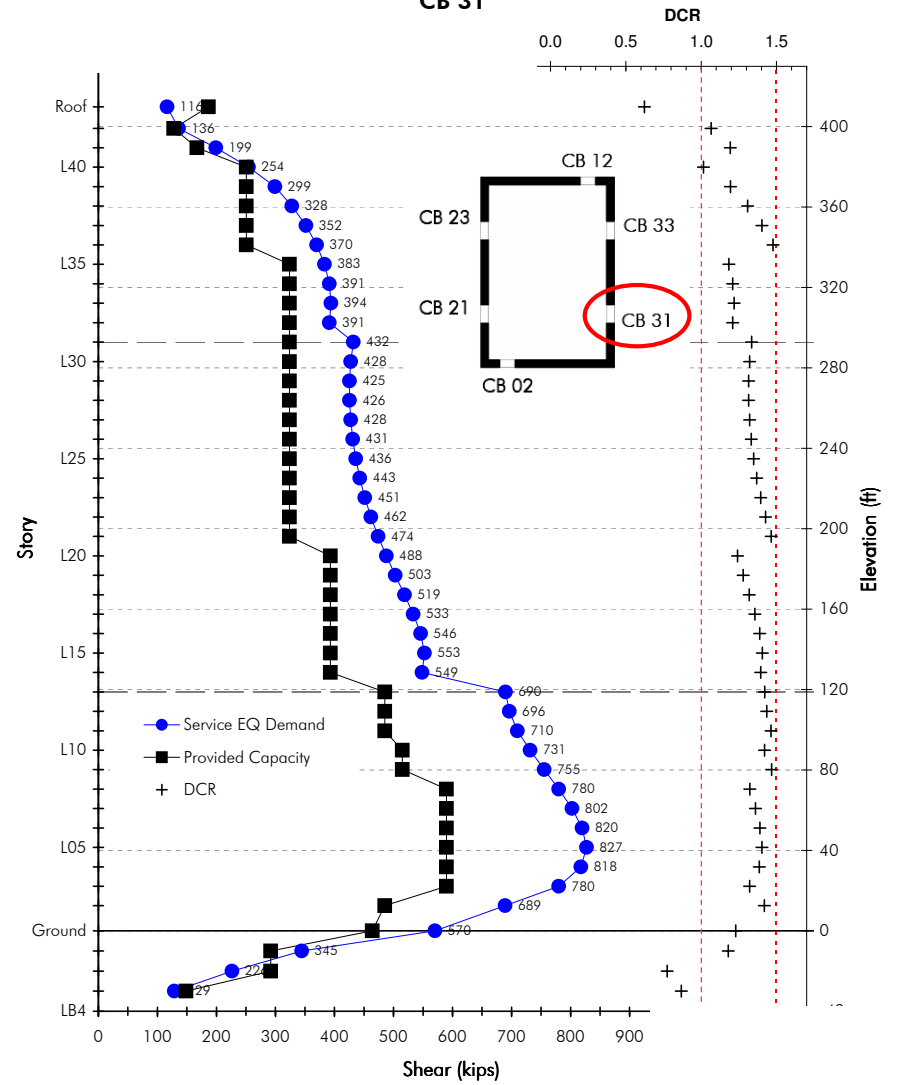 CB 31
DCR
0.0 0.5 1.0 1.5
Roof 116
136 400
199
L40 254
299
328 360
352
370
L35 383
391 320
394
391
432
L30 428 280
425
426
428
431
L25 436 240
443
451
462
474 200
L20 488
503
519
533 160
546
L15 553
549
690 120
696
710
L10 731
755 80
780
802
820
L05 827 40
818
780
689
Ground 570 0
345
LB4
CB 12
CB 23
CB 33
CB 21
CB 31
CB 02
Service EQ Demand
Provided Capacity
DCR
Story
Elevation (ft)
0 100 200 300 400 500 600 700 800 900
Shear (kips)